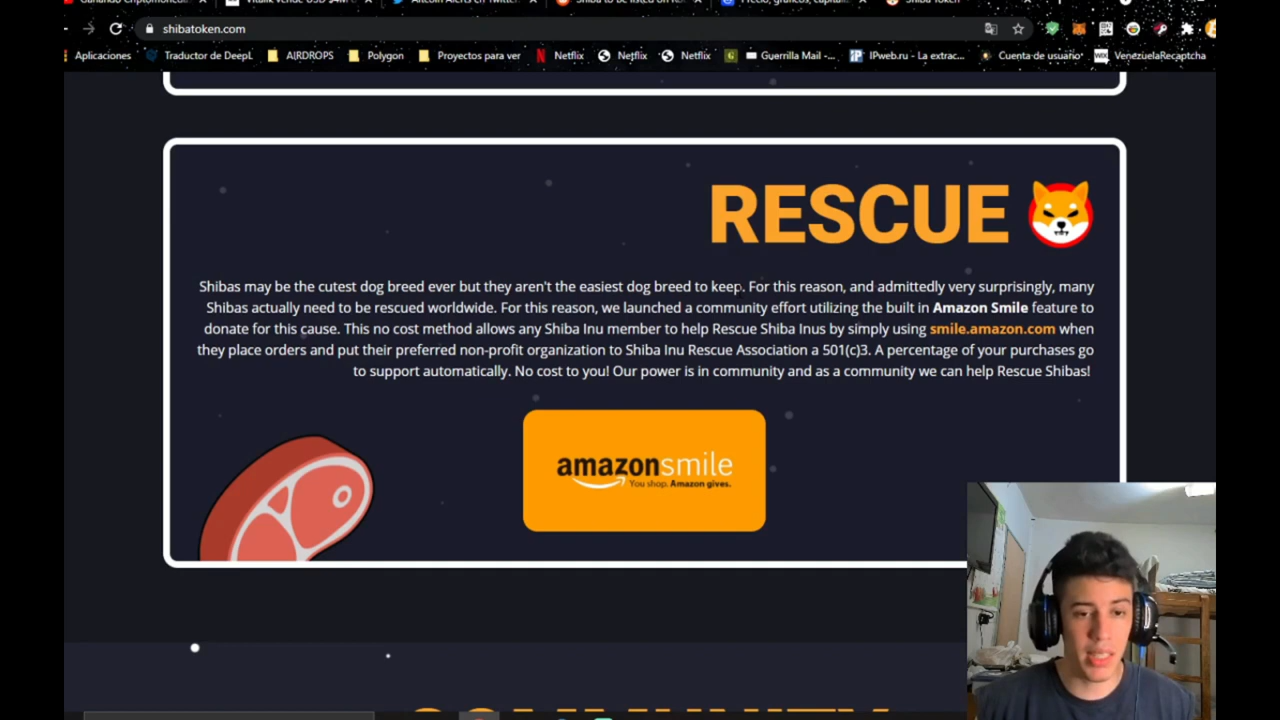 shibatoken.com
Aplicaciones Traductor de DeepL AIRDROPS Polygon Proyectos para ver Netflix Netflix Netflix Guerrilla Mail -... IPweb.ru - La extrac... Cuenta de usuario VenezuelaRecaptcha
RESCUE
Shibas may be the cutest dog breed ever but they aren't the easiest dog breed to keep. For this reason, and admittedly very surprisingly, many
Shibas actually need to be rescued worldwide. For this reason, we launched a community effort utilizing the built in Amazon Smile feature to
donate for this cause. This no cost method allows any Shiba Inu member to help Rescue Shiba Inus by simply using smile.amazon.com when
they place orders and put their preferred non-profit organization to Shiba Inu Rescue Association a 501(c)3. A percentage of your purchases go
to support automatically. No cost to you! Our power is in community and as a community we can help Rescue Shibas!
amazonsmile
You shop. Amazon gives.